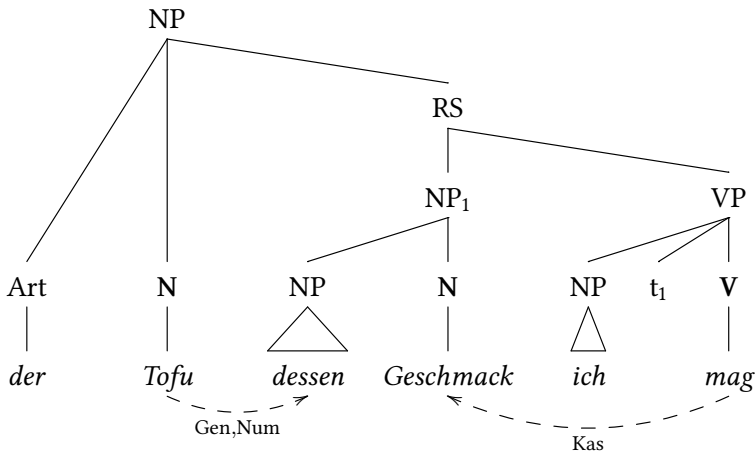 NP
RS
NP₁ VP
Art N NP N NP t₁ V
der Tofu dessen Geschmack ich mag
Gen,Num
Kas